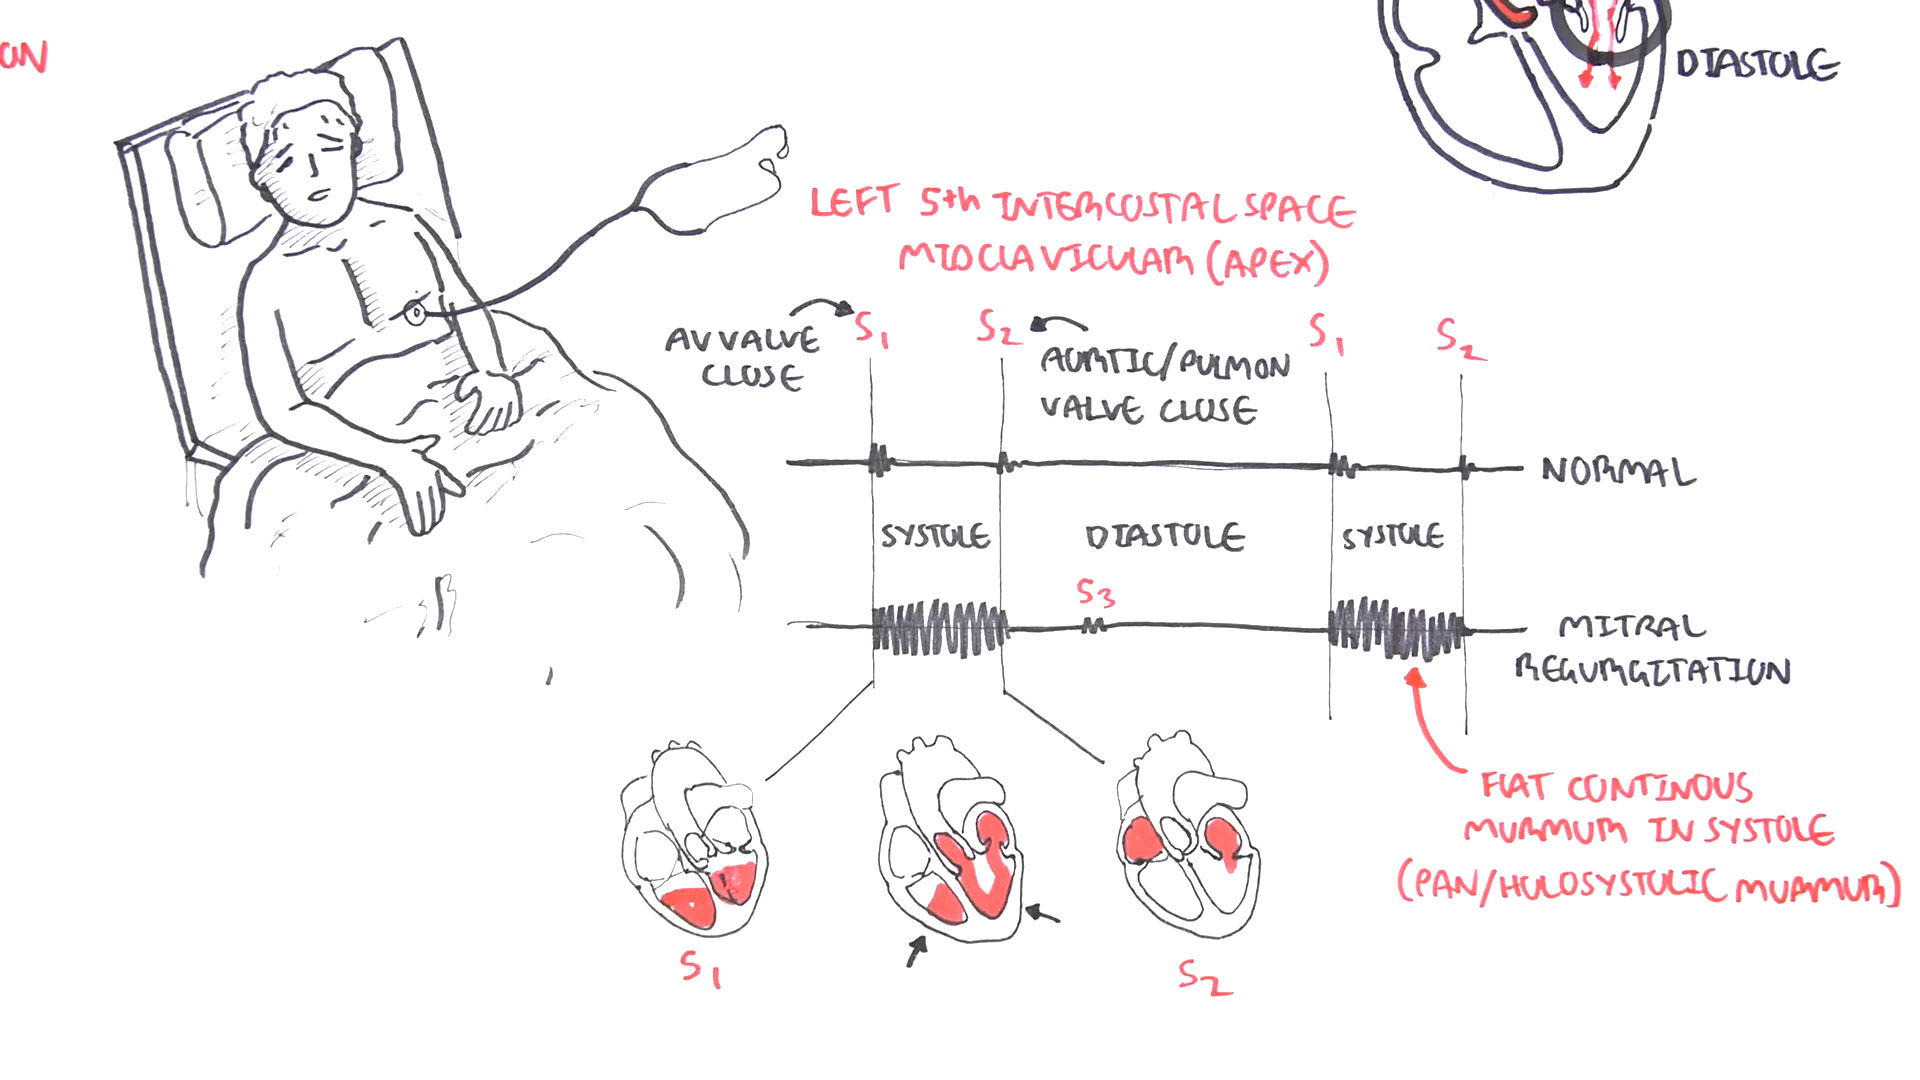 ON
DIASTOLE
LEFT 5th INTERCOSTAL SPACE
MIDCLAVICULAR (APEX)
AV VALVE
CLOSE
S1
S2
AORTIC/PULMON
VALVE CLOSE
S1
S2
NORMAL
SYSTOLE
DIASTOLE
SYSTOLE
S3
MITRAL
REGURGITATION
FLAT CONTINOUS
MURMUR IN SYSTOLE
(PAN/HOLOSYSTOLIC MURMUR)
S1
S2